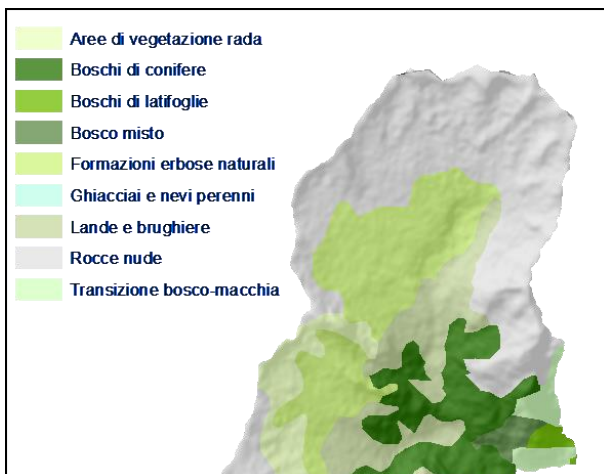 Aree di vegetazione rada
Boschi di conifere
Boschi di latifoglie
Bosco misto
Formazioni erbose naturali
Ghiacciai e nevi perenni
Lande e brughiere
Rocce nude
Transizione bosco-macchia